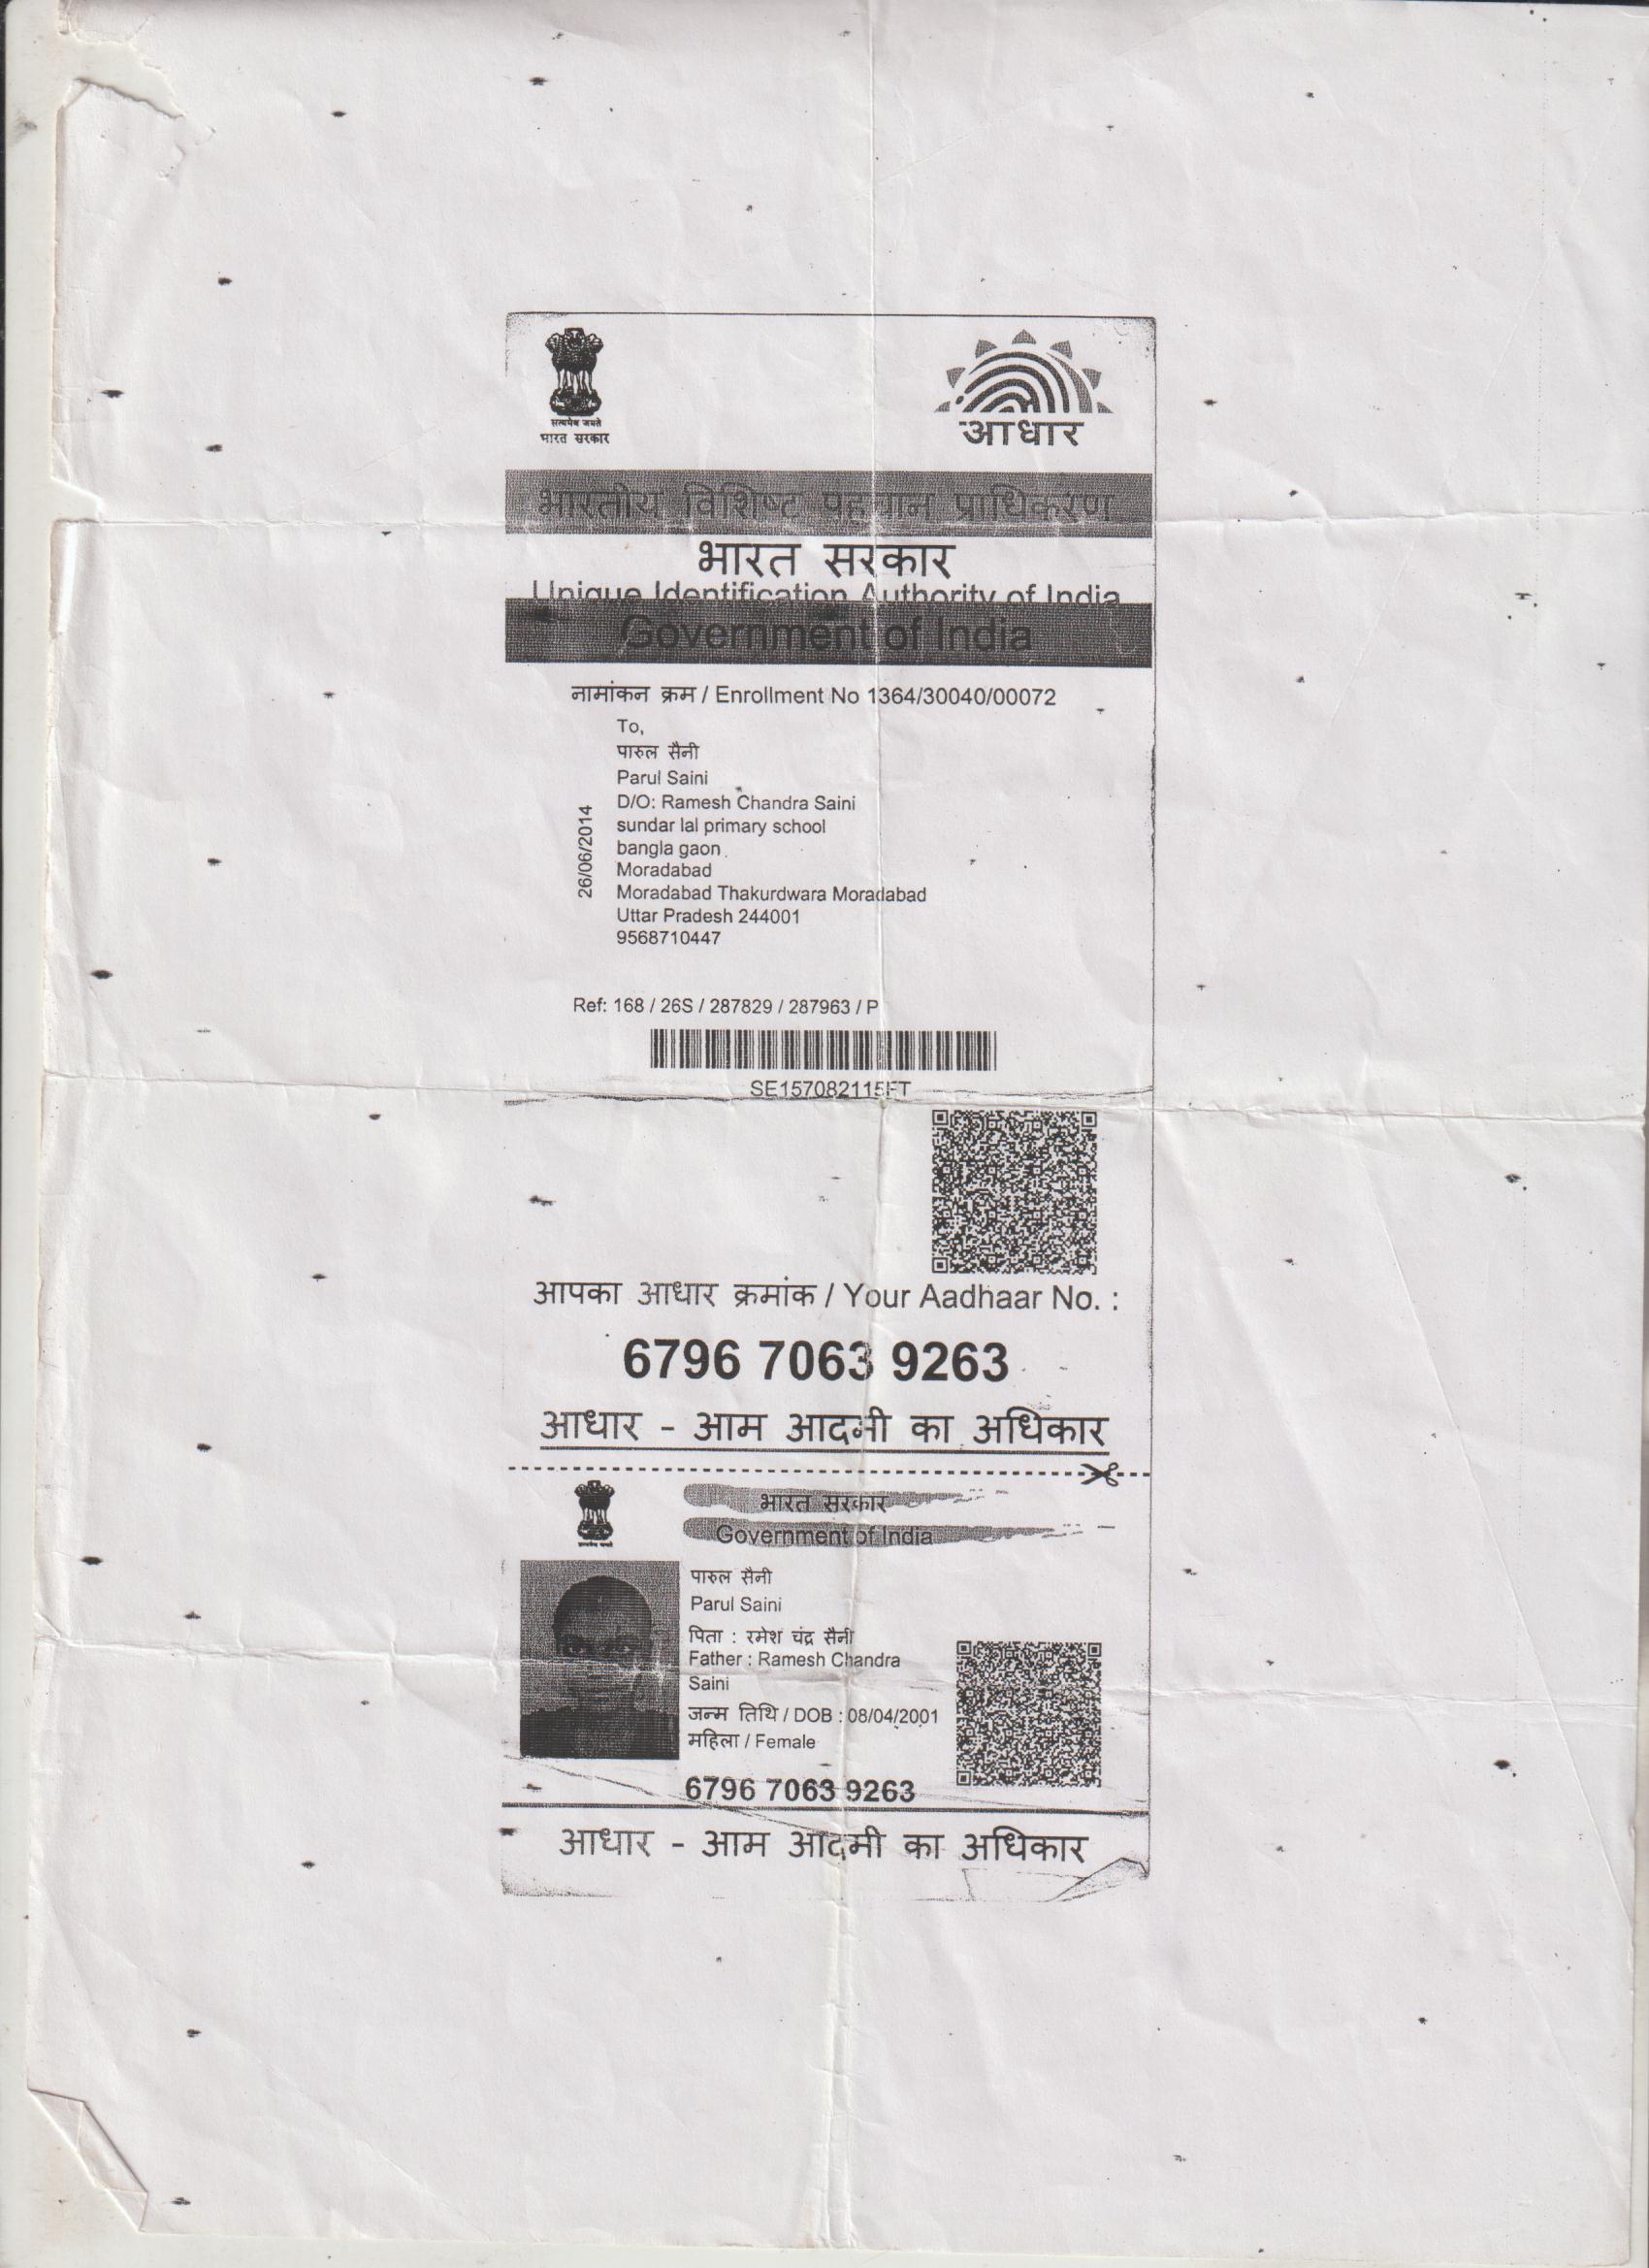 सत्यमेव जयते
भारत सरकार
आधार
भारतीय विशिष्ट पहचान प्राधिकरण
भारत सरकार
Unique Identification Authority of India
Government of India
नामांकन क्रम / Enrollment No 1364/30040/00072
To,
पारुल सैनी
Parul Saini
D/O: Ramesh Chandra Saini
sundar lal primary school
bangla gaon
Moradabad
Moradabad Thakurdwara Moradabad
Uttar Pradesh 244001
9568710447
26/06/2014
Ref: 168 / 26S / 287829 / 287963 / P
SE157082115FT
आपका आधार क्रमांक / Your Aadhaar No. :
6796 7063 9263
आधार - आम आदमी का अधिकार
भारत सरकार
Government of India
पारुल सैनी
Parul Saini
पिता : रमेश चंद्र सैनी
Father : Ramesh Chandra
Saini
जन्म तिथि / DOB : 08/04/2001
महिला / Female
6796 7063 9263
आधार - आम आदमी का अधिकार